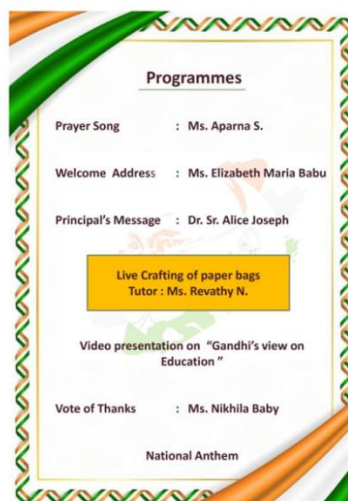 Programmes
Prayer Song : Ms. Aparna S.
Welcome Address : Ms. Elizabeth Maria Babu
Principal's Message : Dr. Sr. Alice Joseph
Live Crafting of paper bags
Tutor : Ms. Revathy N.
Video presentation on “Gandhi's view on
Education ”
Vote of Thanks : Ms. Nikhila Baby
National Anthem